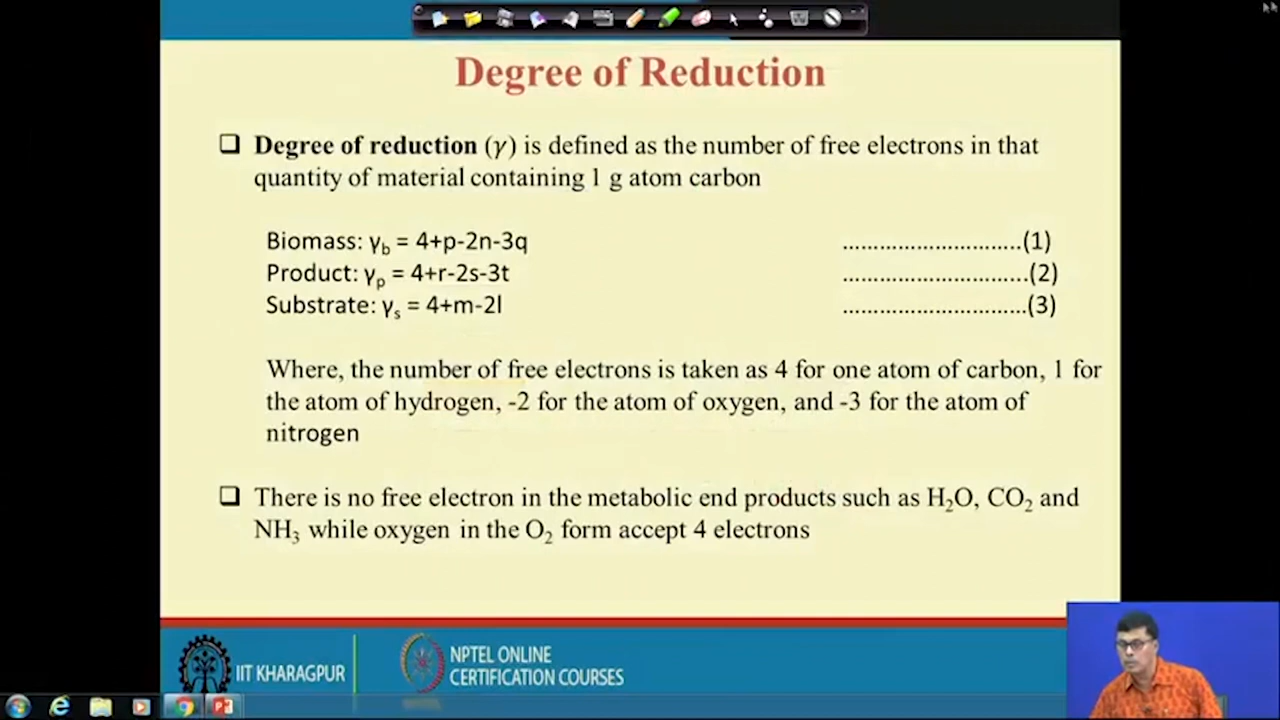 Degree of Reduction
❑ Degree of reduction (γ) is defined as the number of free electrons in that
quantity of material containing 1 g atom carbon
Biomass: γb = 4+p-2n-3q ...............................(1)
Product: γp = 4+r-2s-3t ................................(2)
Substrate: γs = 4+m-2l ................................(3)
Where, the number of free electrons is taken as 4 for one atom of carbon, 1 for
the atom of hydrogen, -2 for the atom of oxygen, and -3 for the atom of
nitrogen
❑ There is no free electron in the metabolic end products such as H₂O, CO₂ and
NH₃ while oxygen in the O₂ form accept 4 electrons
IIT KHARAGPUR
NPTEL ONLINE
CERTIFICATION COURSES